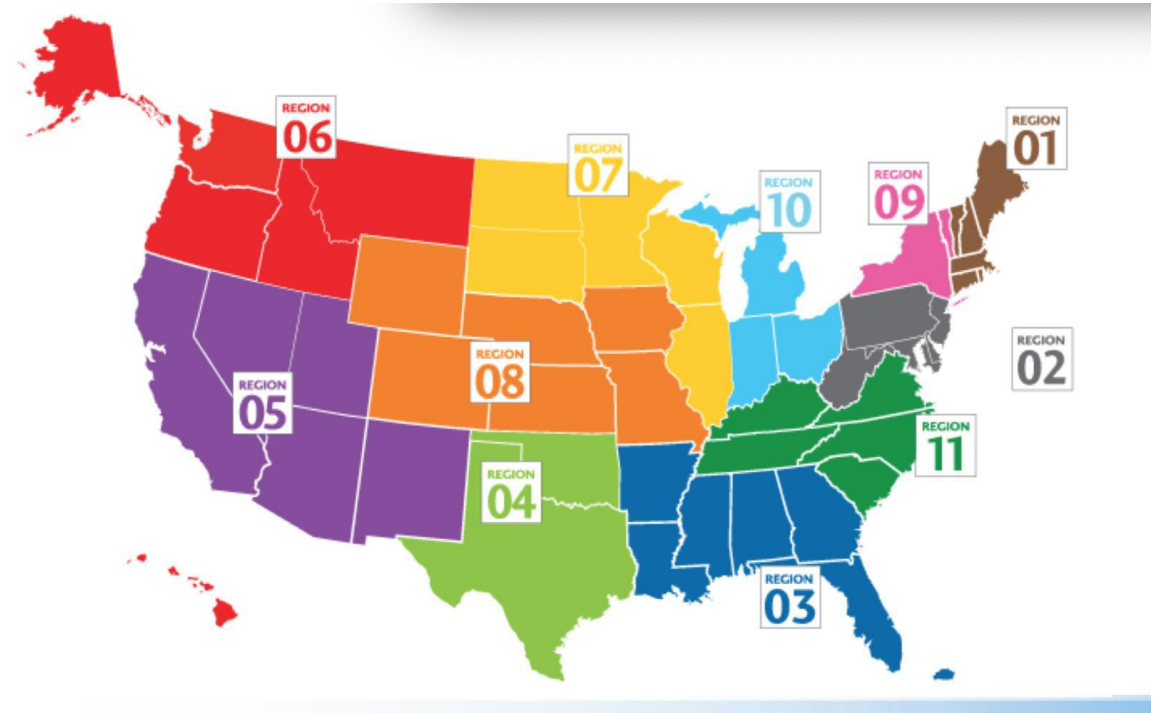 REGION
06
REGION
07
REGION
10
REGION
09
REGION
01
REGION
05
REGION
08
REGION
02
REGION
04
REGION
11
REGION
03